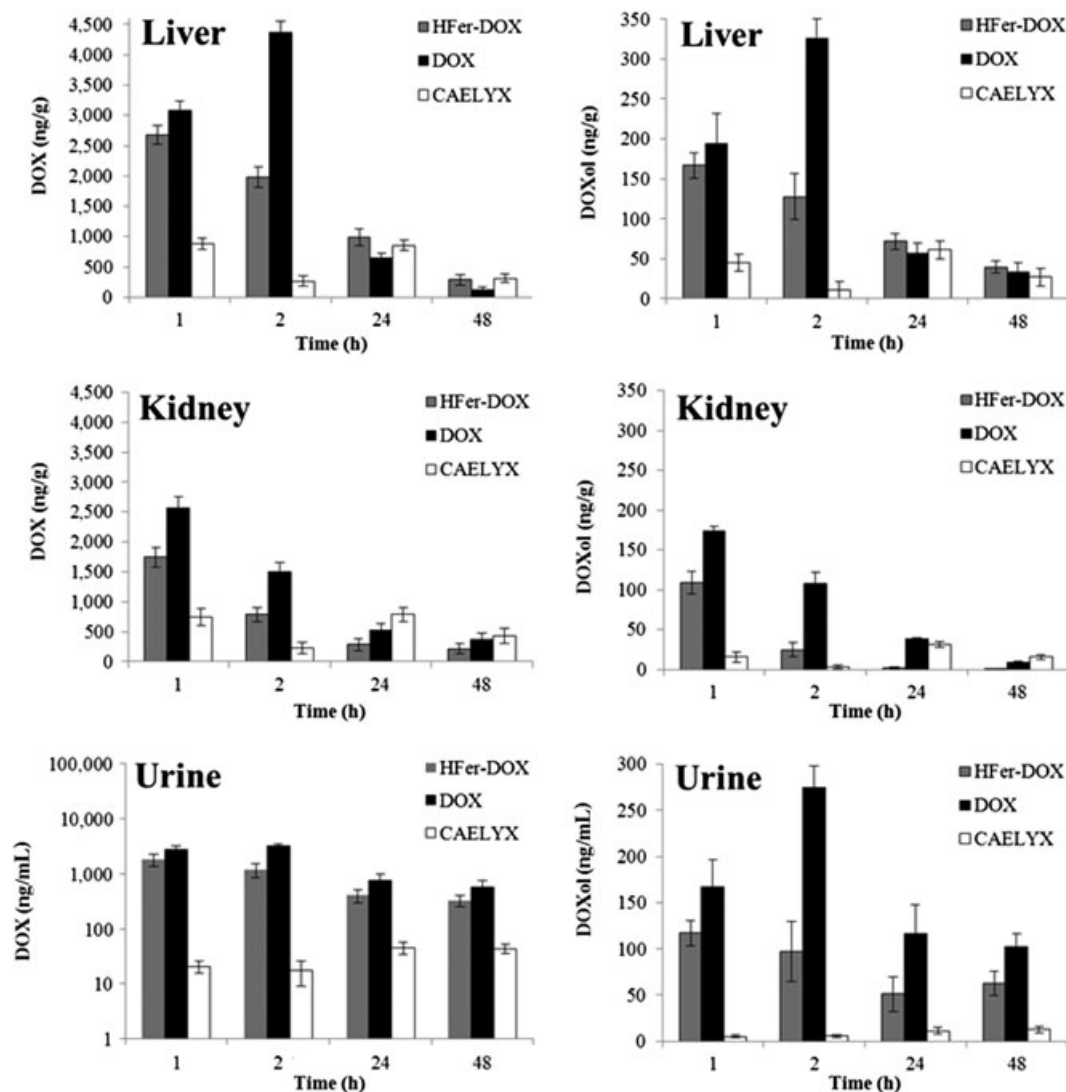 Liver
DOX (ng/g)
4,500
4,000
3,500
3,000
2,500
2,000
1,500
1,000
500
0
HFer-DOX
DOX
CAELYX
1 2 24 48
Time (h)
Liver
DOXol (ng/g)
350
300
250
200
150
100
50
0
HFer-DOX
DOX
CAELYX
1 2 24 48
Time (h)
Kidney
DOX (ng/g)
4,500
4,000
3,500
3,000
2,500
2,000
1,500
1,000
500
0
HFer-DOX
DOX
CAELYX
1 2 24 48
Time (h)
Kidney
DOXol (ng/g)
350
300
250
200
150
100
50
0
HFer-DOX
DOX
CAELYX
1 2 24 48
Time (h)
Urine
DOX (ng/mL)
100,000
10,000
1,000
100
10
1
HFer-DOX
DOX
CAELYX
1 2 24 48
Time (h)
Urine
DOXol (ng/mL)
300
250
200
150
100
50
0
HFer-DOX
DOX
CAELYX
1 2 24 48
Time (h)